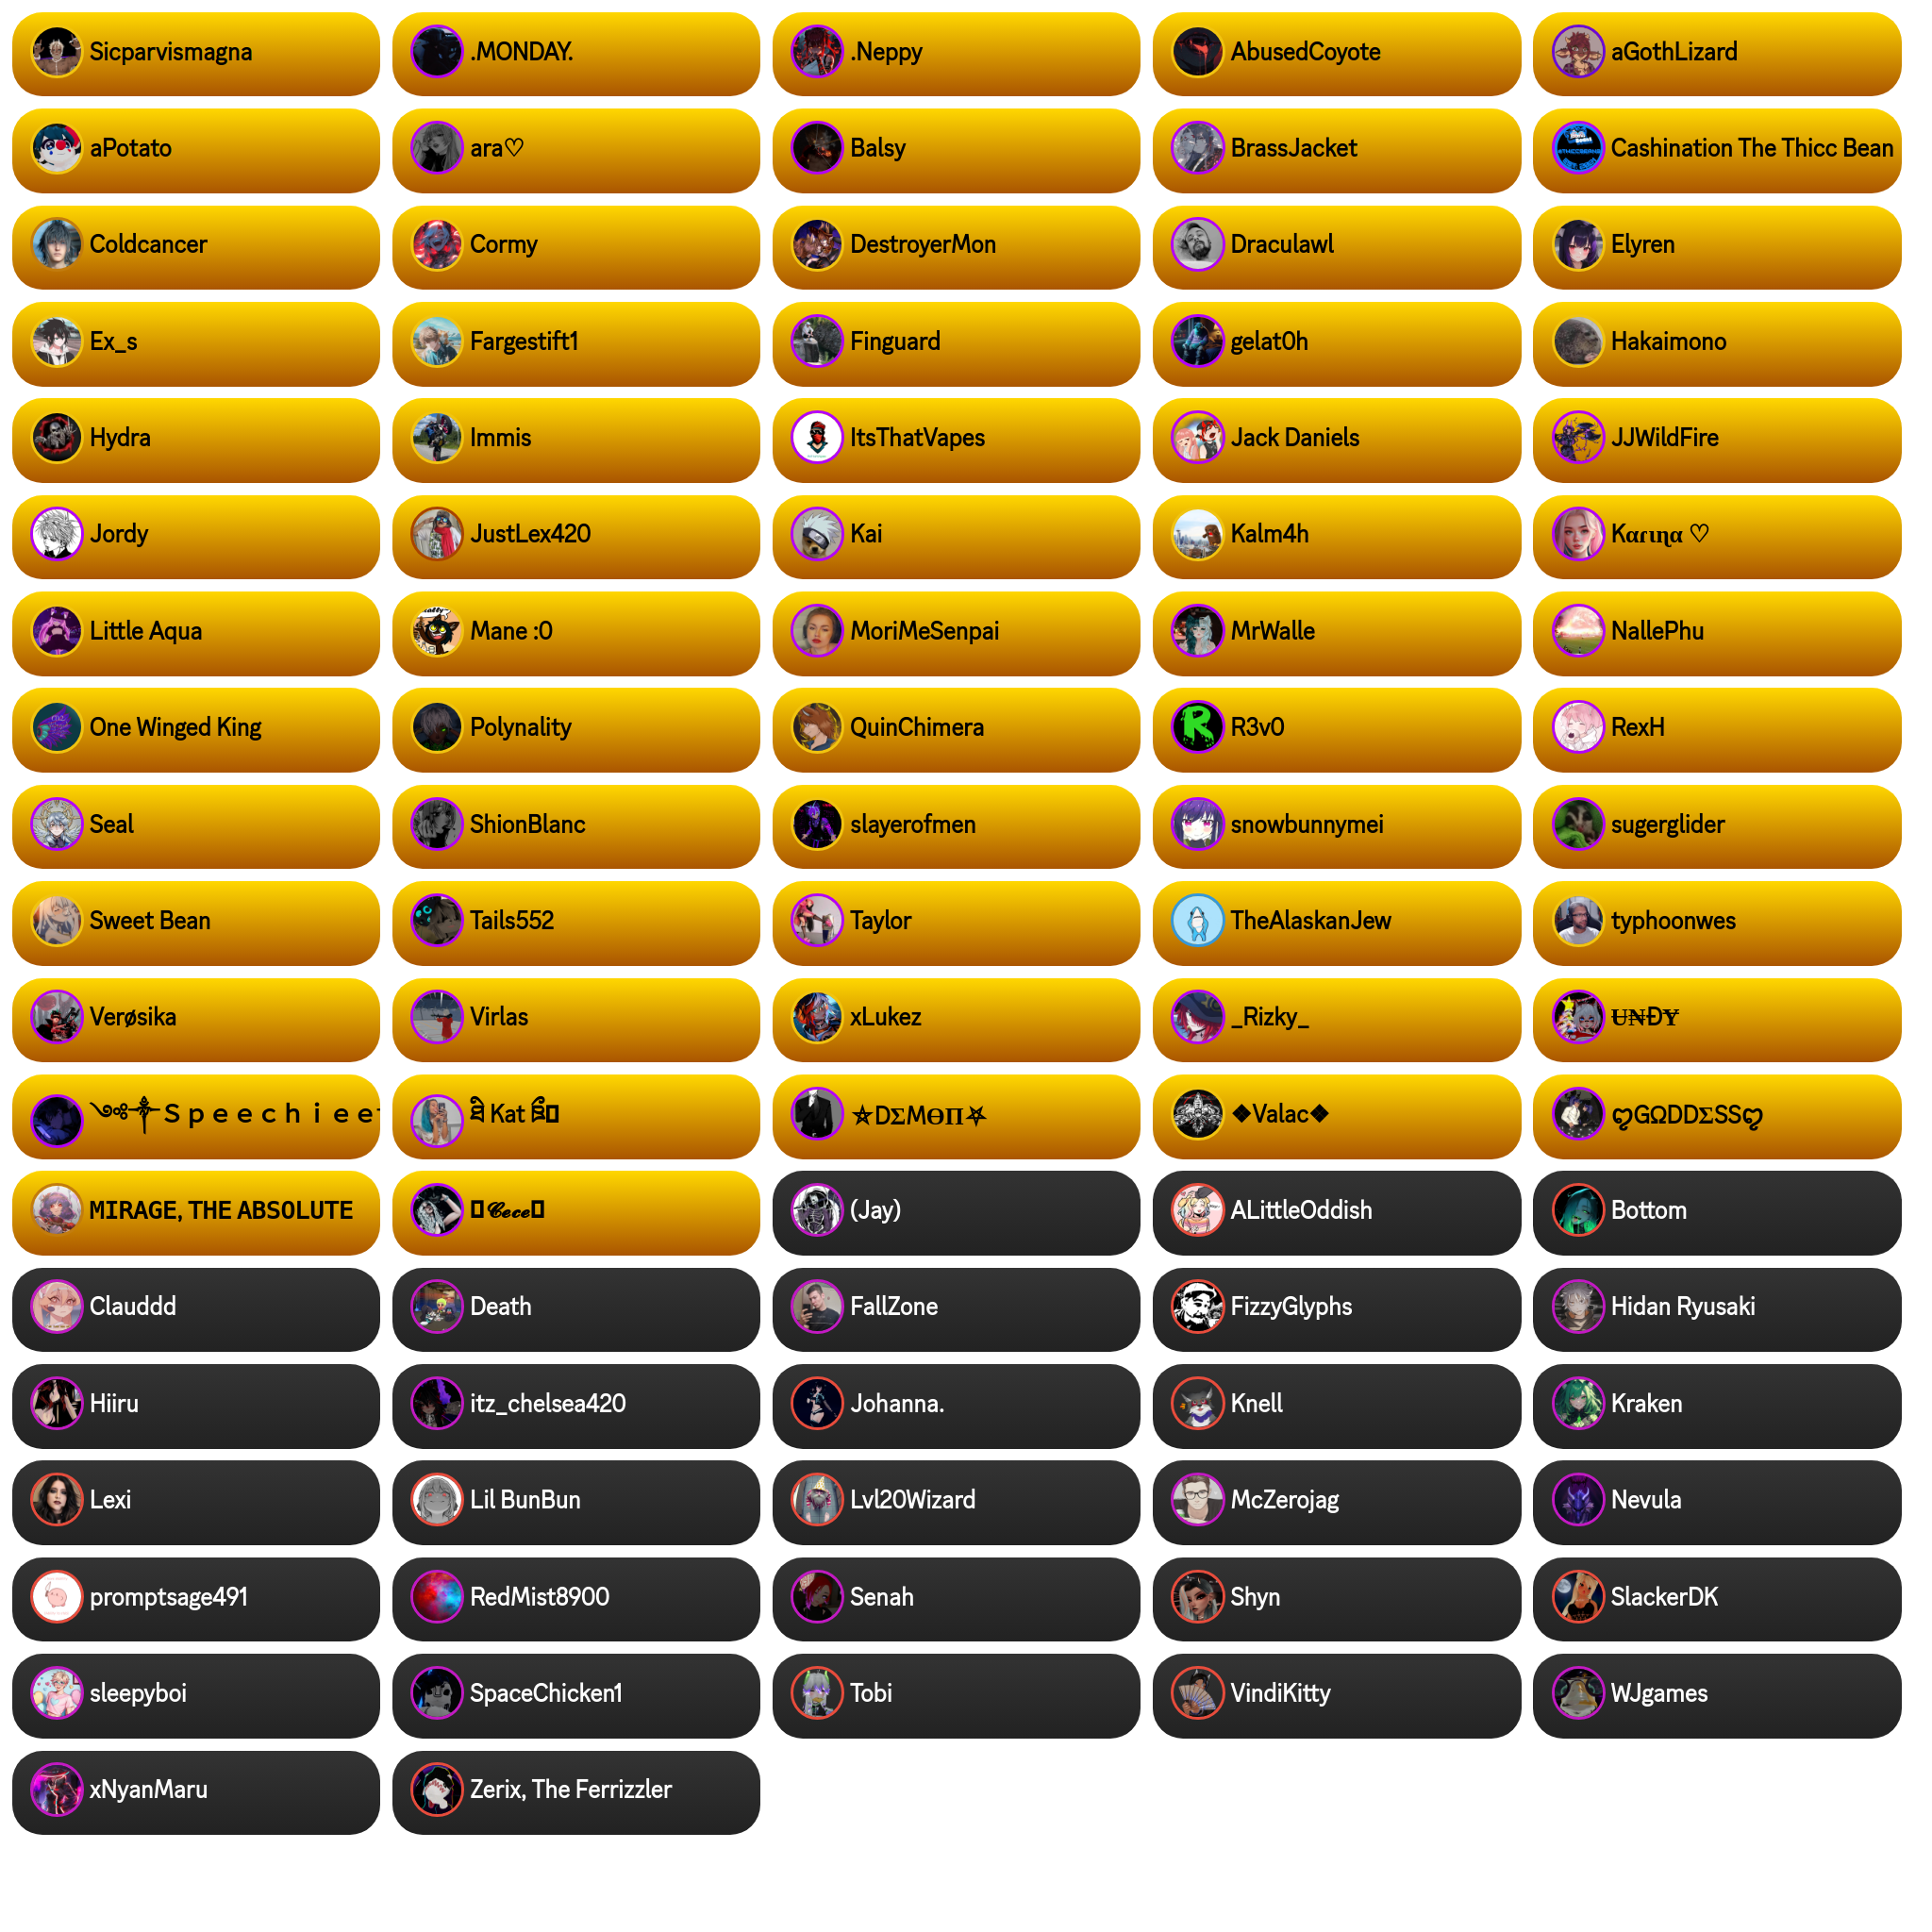 Sicparvismagna
.MONDAY.
.Neppy
AbusedCoyote
aGothLizard
aPotato
ara♡
Balsy
BrassJacket
Cashination The Thicc Bean
Coldcancer
Cormy
DestroyerMon
Draculawl
Elyren
Ex_s
Fargestift1
Finguard
gelat0h
Hakaimono
Hydra
Immis
ItsThatVapes
Jack Daniels
JJWildFire
Jordy
JustLex420
Kai
Kalm4h
Kαɾιɳα ♡
Little Aqua
Mane :0
MoriMeSenpai
MrWalle
NallePhu
One Winged King
Polynality
QuinChimera
R3v0
RexH
Seal
ShionBlanc
slayerofmen
snowbunnymei
sugerglider
Sweet Bean
Tails552
Taylor
TheAlaskanJew
typhoonwes
Verøsika
Virlas
xLukez
_Rizky_
U̶N̶ĐY̶
༺༒Ｓｐｅｅｃｈｉｅｅ
Kat
⛥DΣMӨП⛧
❖Valac❖
ღGΩDDΣSSღ
MIRAGE, THE ABSOLUTE
𝓒𝓮𝓬𝓮
(Jay)
ALittleOddish
Bottom
Clauddd
Death
FallZone
FizzyGlyphs
Hidan Ryusaki
Hiiru
itz_chelsea420
Johanna.
Knell
Kraken
Lexi
Lil BunBun
Lvl20Wizard
McZerojag
Nevula
promptsage491
RedMist8900
Senah
Shyn
SlackerDK
sleepyboi
SpaceChicken1
Tobi
VindiKitty
WJgames
xNyanMaru
Zerix, The Ferrizzler